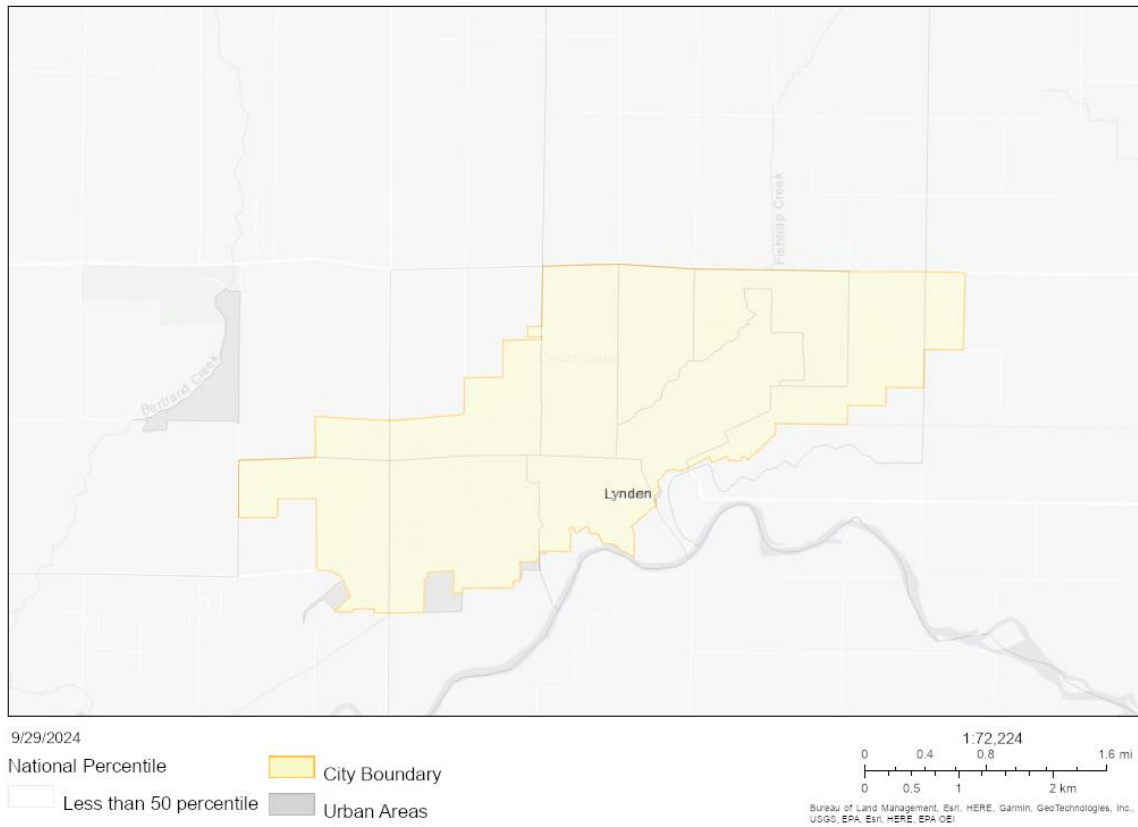 Fishtrap Creek
Bertrand Creek
Lynden
9/29/2024
National Percentile
Less than 50 percentile
City Boundary
Urban Areas
1:72,224
0 0.4 0.8 1.6 mi
0 0.5 1 2 km
Bureau of Land Management, Esri, HERE, Garmin, GeoTechnologies, Inc.,
USGS, EPA, Esri, HERE, EPA OEI